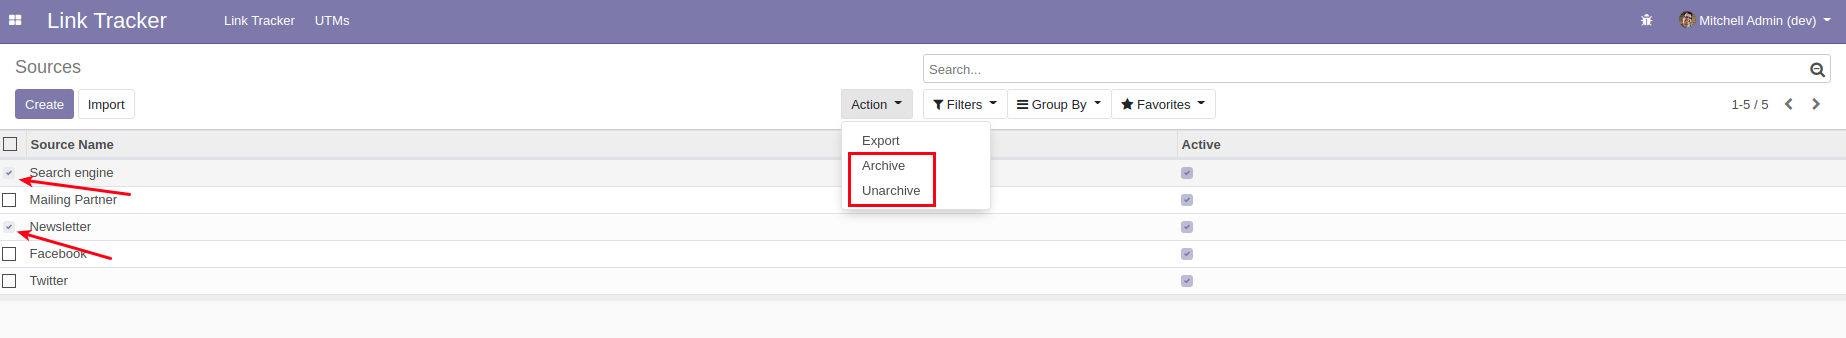 Link Tracker Link Tracker UTMs Mitchell Admin (dev)
Sources Search...
Create Import Action Filters Group By Favorites 1-5 / 5
Export
Source Name Active
Archive
Search engine
Unarchive
Mailing Partner
Newsletter
Facebook
Twitter